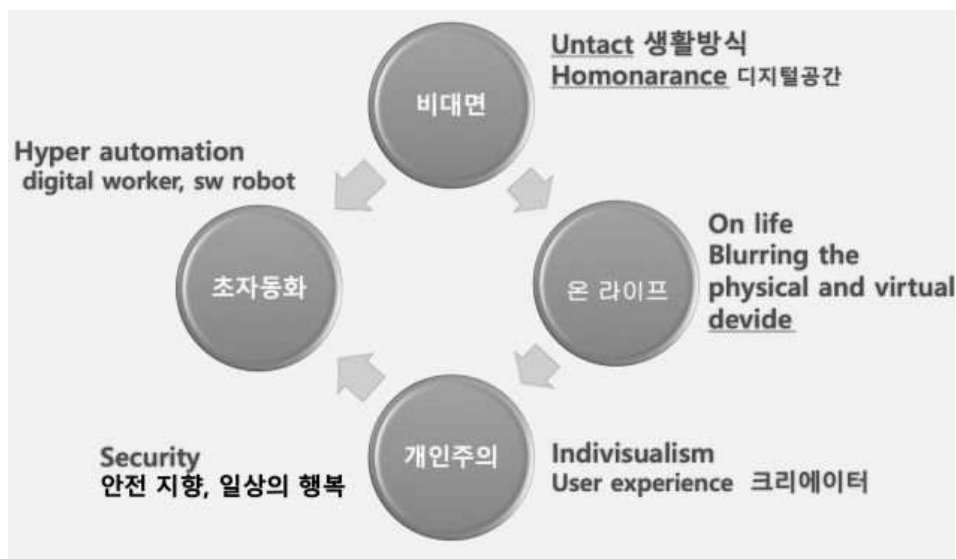 Untact 생활방식
Homonarance 디지털공간
비대면
Hyper automation
digital worker, sw robot
On life
Blurring the
physical and virtual
devide
초자동화
온 라이프
개인주의
Security
안전 지향, 일상의 행복
Indivisualism
User experience 크리에이터